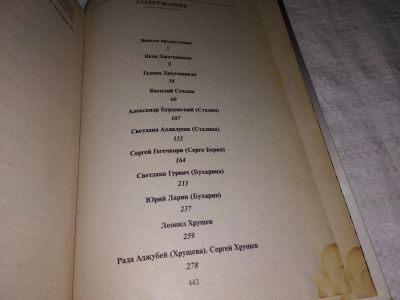 СОДЕРЖАНИЕ
Вместо предисловия
5
Яков Джугашвили
9
Галина Джугашвили
38
Василий Сталин
60
Александр Бурдонский (Сталин)
107
Светлана Аллилуева (Сталина)
133
Сергей Гегечкори (Серго Берия)
164
Светлана Гурвич (Бухарина)
211
Юрий Ларин (Бухарин)
237
Леонид Хрущев
259
Рада Аджубей (Хрущева). Сергей Хрущев
278
443